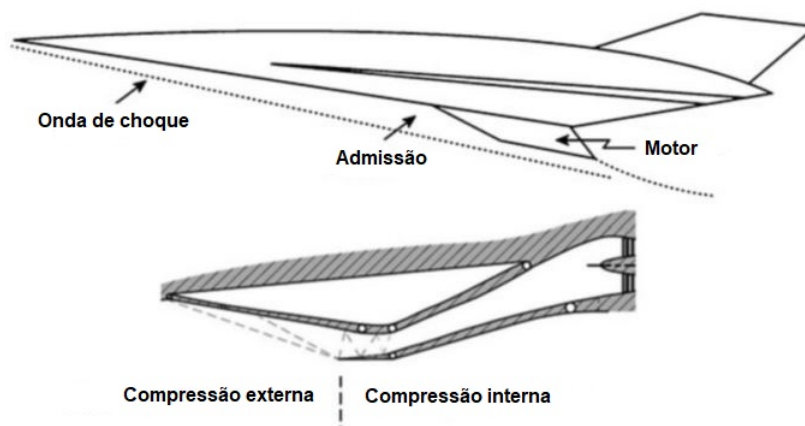 Onda de choque
Admissão
Motor
Compressão externa
Compressão interna